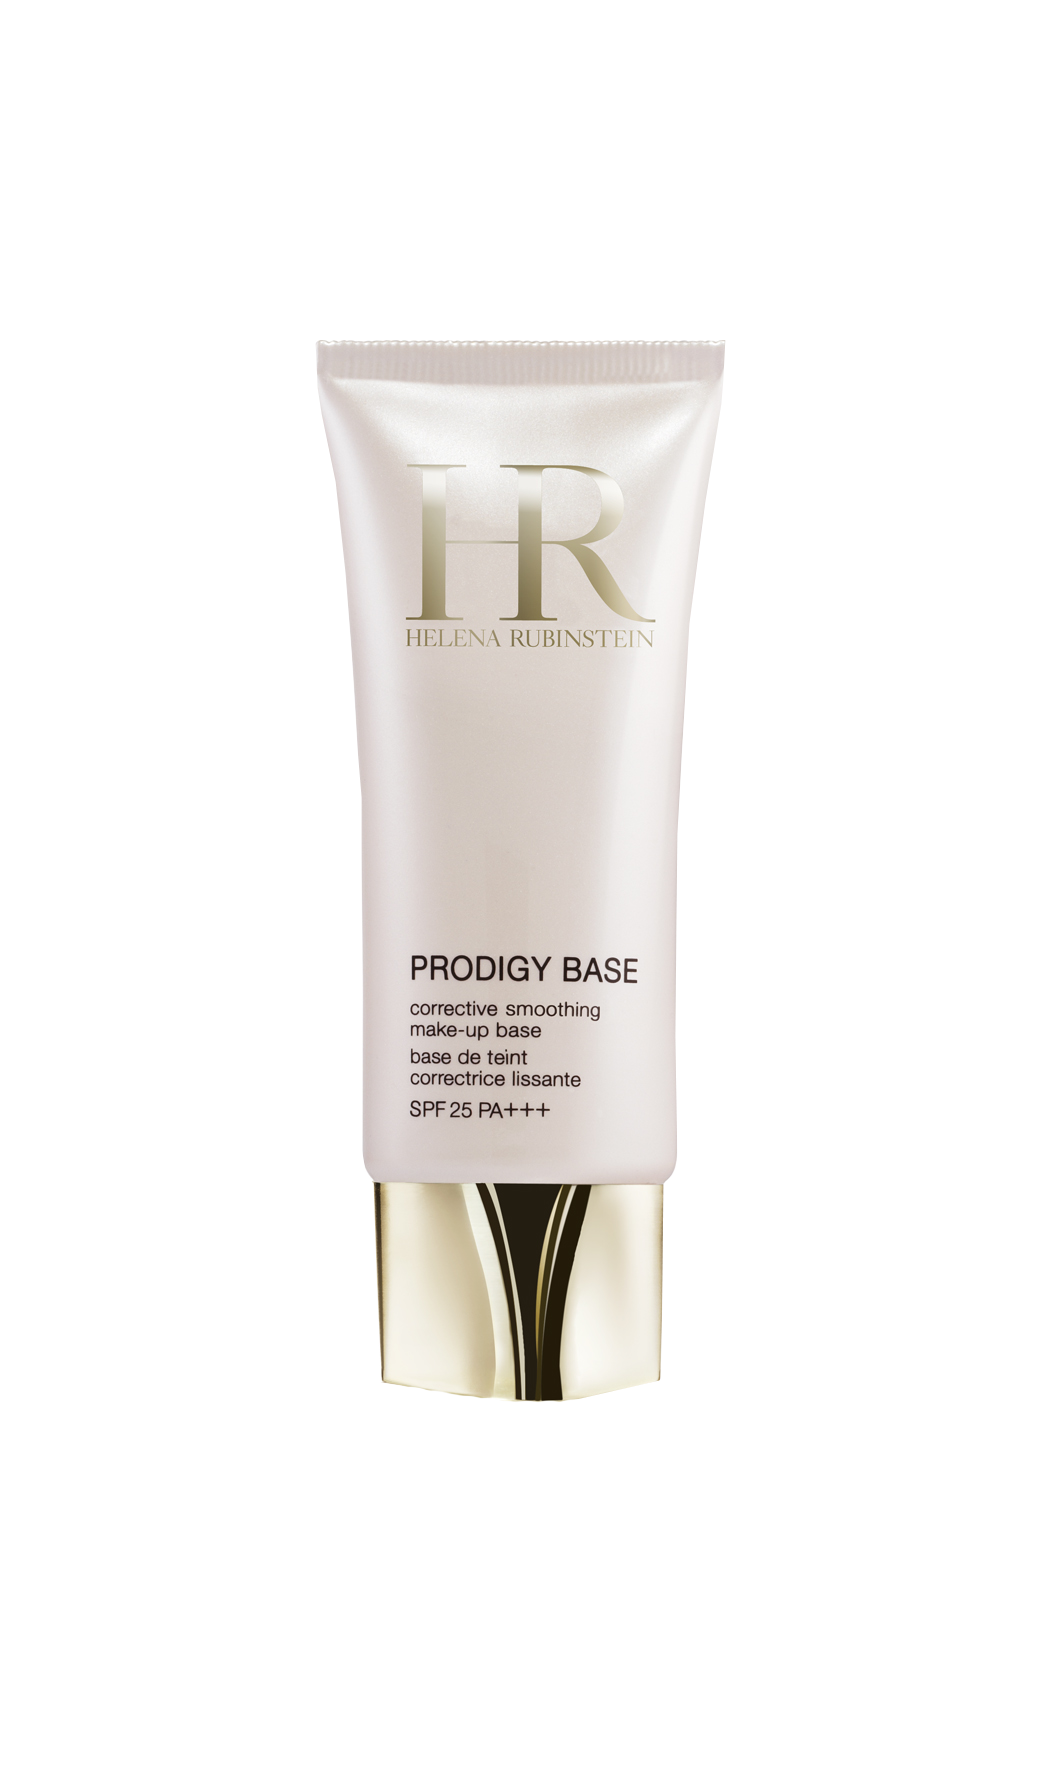 HR
HELENA RUBINSTEIN
PRODIGY BASE
corrective smoothing
make-up base
base de teint
correctrice lissante
SPF 25 PA+++